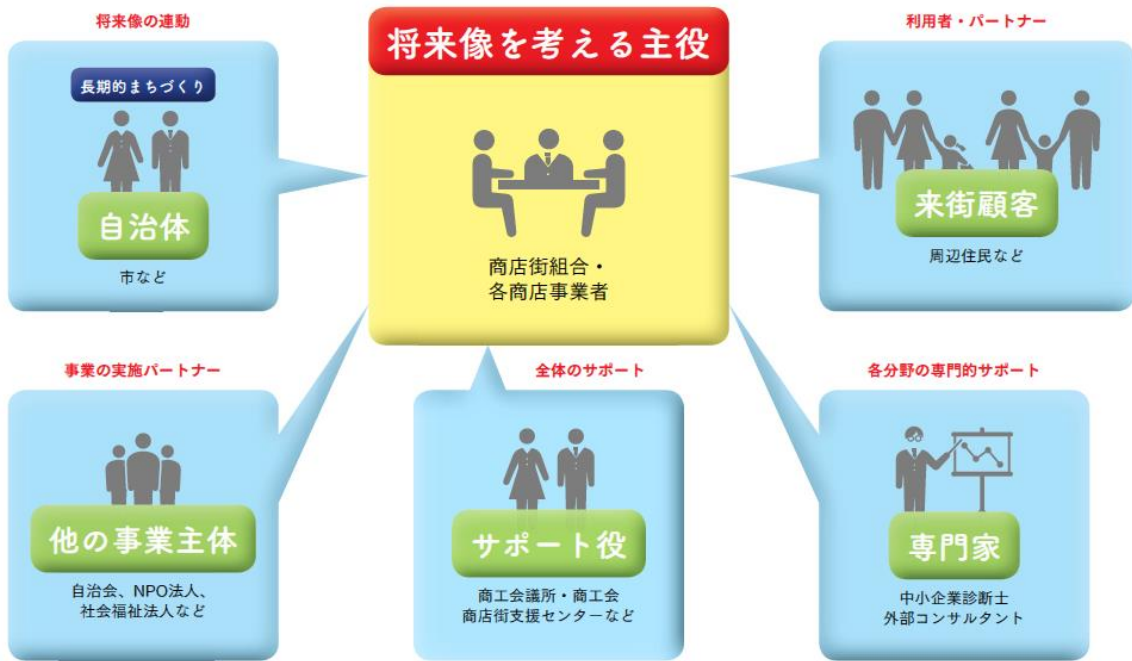 将来像の連動
長期的まちづくり
自治体
市など
将来像を考える主役
商店街組合・
各商店事業者
利用者・パートナー
来街顧客
周辺住民など
事業の実施パートナー
他の事業主体
自治会、NPO法人、
社会福祉法人など
全体のサポート
サポート役
商工会議所・商工会
商店街支援センターなど
各分野の専門的サポート
専門家
中小企業診断士
外部コンサルタント